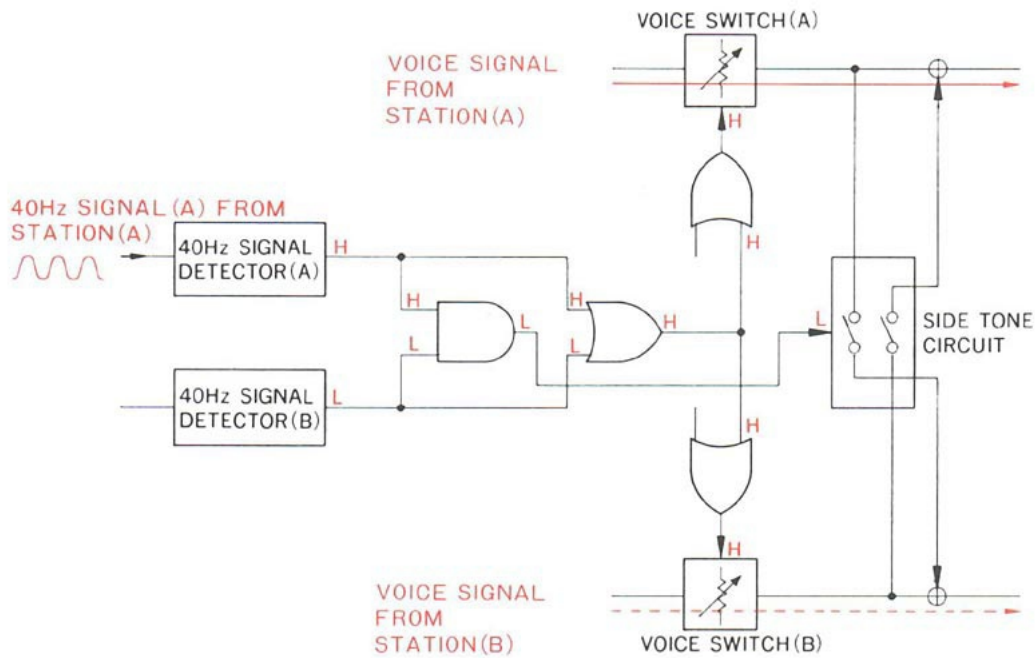 VOICE SWITCH(A)
VOICE SIGNAL
FROM
STATION(A)
H
40Hz SIGNAL(A) FROM
STATION(A)
40Hz SIGNAL
DETECTOR(A)
H
H
H
H
L
L
L
H
L
SIDE TONE
CIRCUIT
40Hz SIGNAL
DETECTOR(B)
L
H
H
VOICE SIGNAL
FROM
STATION(B)
VOICE SWITCH(B)